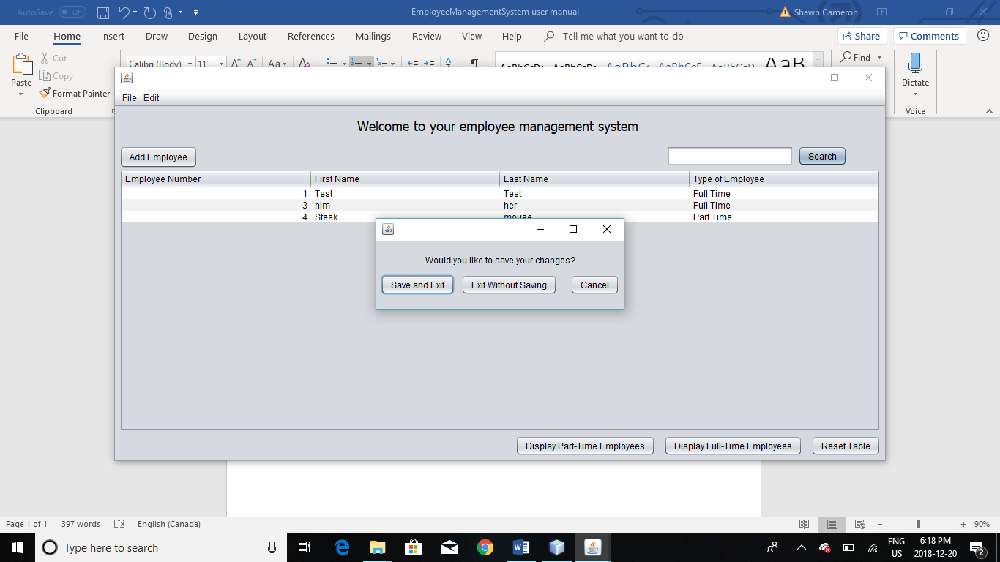 AutoSave Off EmployeeManagementSystem user manual Shawn Cameron
File Home Insert Draw Design Layout References Mailings Review View Help Tell me what you want to do Share Comments
Cut
Calibri (Body) 11 Aa Find
Copy
Paste Dictate
Format Painter
Clipboard Voice
File Edit
Welcome to your employee management system
Add Employee Search
Employee Number First Name Last Name Type of Employee
1 Test Test Full Time
3 him her Full Time
4 Steak mouse Part Time
Would you like to save your changes?
Save and Exit Exit Without Saving Cancel
Display Part-Time Employees Display Full-Time Employees Reset Table
Page 1 of 1 397 words English (Canada) 90%
Type here to search
ENG 6:18 PM
US 2018-12-20 2